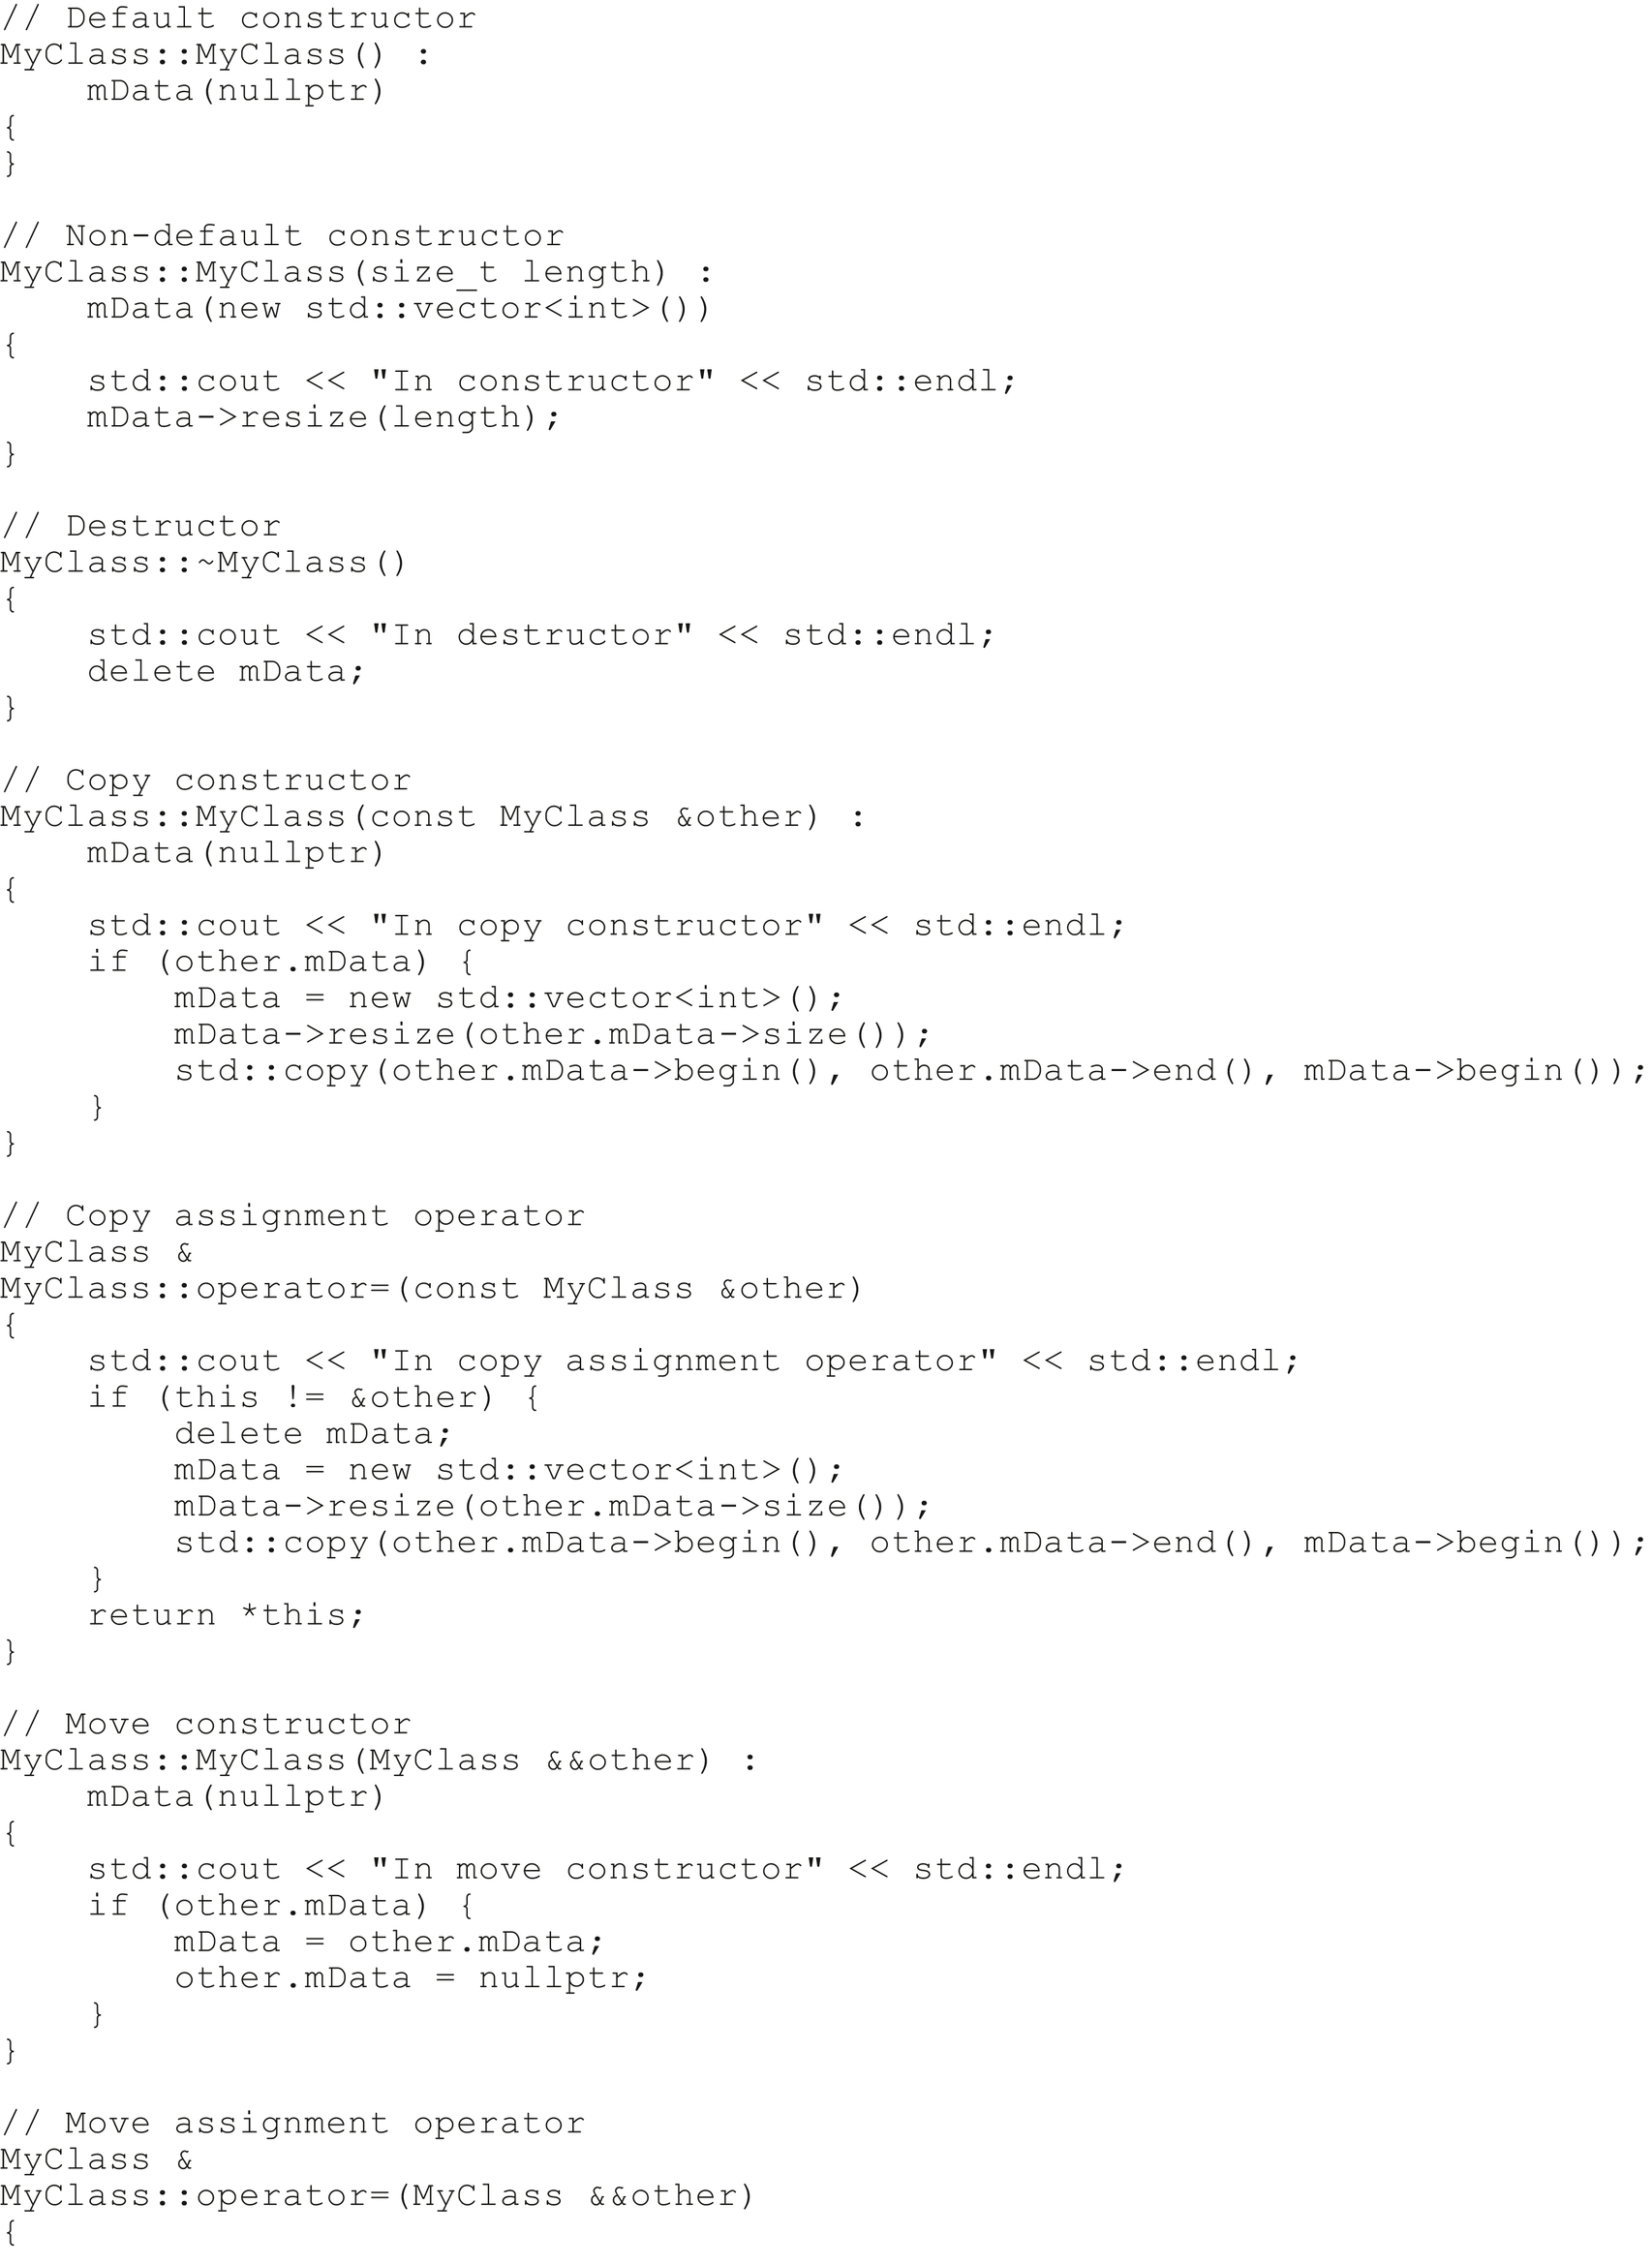 // Default constructor
MyClass::MyClass() :
    mData(nullptr)
{
}

// Non-default constructor
MyClass::MyClass(size_t length) :
    mData(new std::vector<int>())
{
    std::cout << "In constructor" << std::endl;
    mData->resize(length);
}

// Destructor
MyClass::~MyClass()
{
    std::cout << "In destructor" << std::endl;
    delete mData;
}

// Copy constructor
MyClass::MyClass(const MyClass &other) :
    mData(nullptr)
{
    std::cout << "In copy constructor" << std::endl;
    if (other.mData) {
        mData = new std::vector<int>();
        mData->resize(other.mData->size());
        std::copy(other.mData->begin(), other.mData->end(), mData->begin());
    }
}

// Copy assignment operator
MyClass &
MyClass::operator=(const MyClass &other)
{
    std::cout << "In copy assignment operator" << std::endl;
    if (this != &other) {
        delete mData;
        mData = new std::vector<int>();
        mData->resize(other.mData->size());
        std::copy(other.mData->begin(), other.mData->end(), mData->begin());
    }
    return *this;
}

// Move constructor
MyClass::MyClass(MyClass &&other) :
    mData(nullptr)
{
    std::cout << "In move constructor" << std::endl;
    if (other.mData) {
        mData = other.mData;
        other.mData = nullptr;
    }
}

// Move assignment operator
MyClass &
MyClass::operator=(MyClass &&other)
{